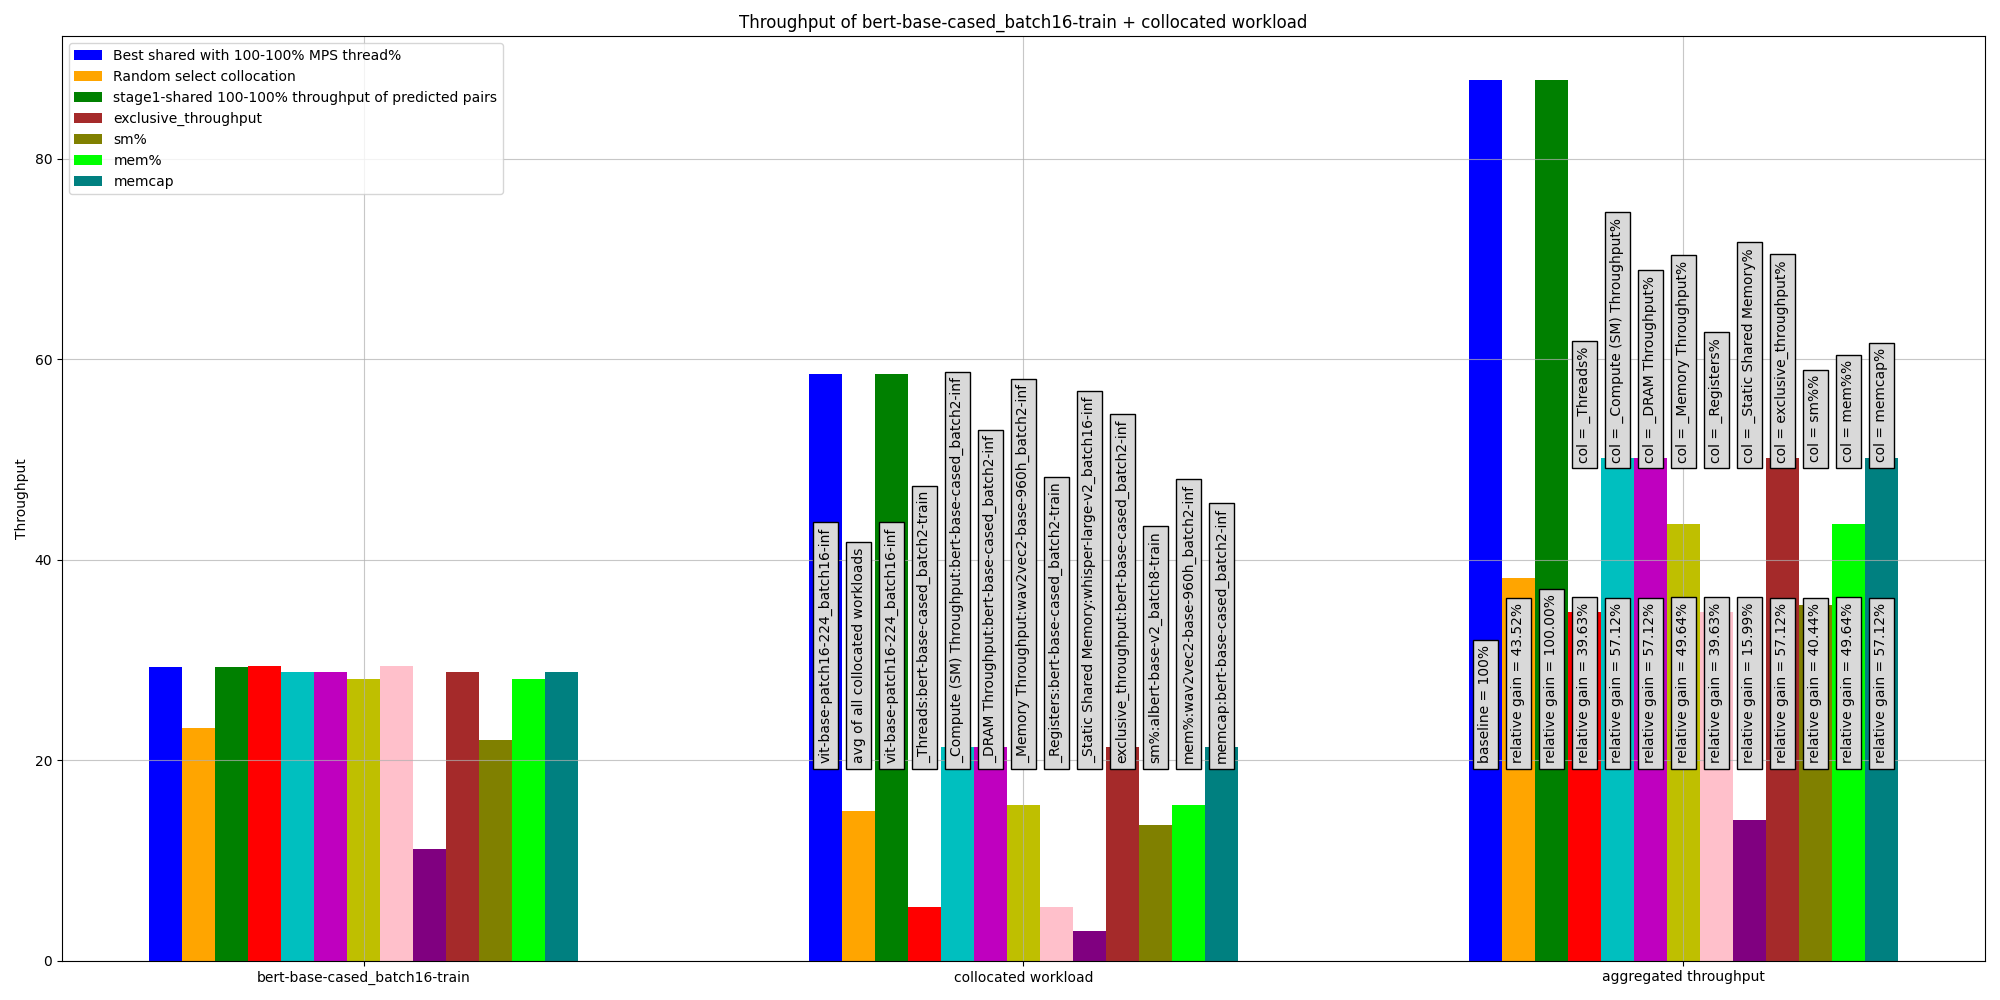 Throughput of bert-base-cased_batch16-train + collocated workload
Best shared with 100-100% MPS thread%
Random select collocation
stage1-shared 100-100% throughput of predicted pairs
exclusive_throughput
sm%
mem%
memcap
Throughput
80
60
40
20
0
vit-base-patch16-224_batch16-inf
avg of all collocated workloads
vit-base-patch16-224_batch16-inf
_Threads:bert-base-cased_batch2-train
_Compute (SM) Throughput:bert-base-cased_batch2-inf
_DRAM Throughput:bert-base-cased_batch2-inf
_Memory Throughput:wav2vec2-base-960h_batch2-inf
_Registers:bert-base-cased_batch2-train
_Static Shared Memory:whisper-large-v2_batch16-inf
exclusive_throughput:bert-base-cased_batch2-inf
sm%:albert-base-v2_batch8-train
mem%:wav2vec2-base-960h_batch2-inf
memcap:bert-base-cased_batch2-inf
col = _Threads%
col = _Compute (SM) Throughput%
col = _DRAM Throughput%
col = _Memory Throughput%
col = _Registers%
col = _Static Shared Memory%
col = exclusive_throughput%
col = sm%%
col = mem%%
col = memcap%
baseline = 100%
relative gain = 43.52%
relative gain = 100.00%
relative gain = 39.63%
relative gain = 57.12%
relative gain = 57.12%
relative gain = 49.64%
relative gain = 39.63%
relative gain = 15.99%
relative gain = 57.12%
relative gain = 40.44%
relative gain = 49.64%
relative gain = 57.12%
bert-base-cased_batch16-train
collocated workload
aggregated throughput